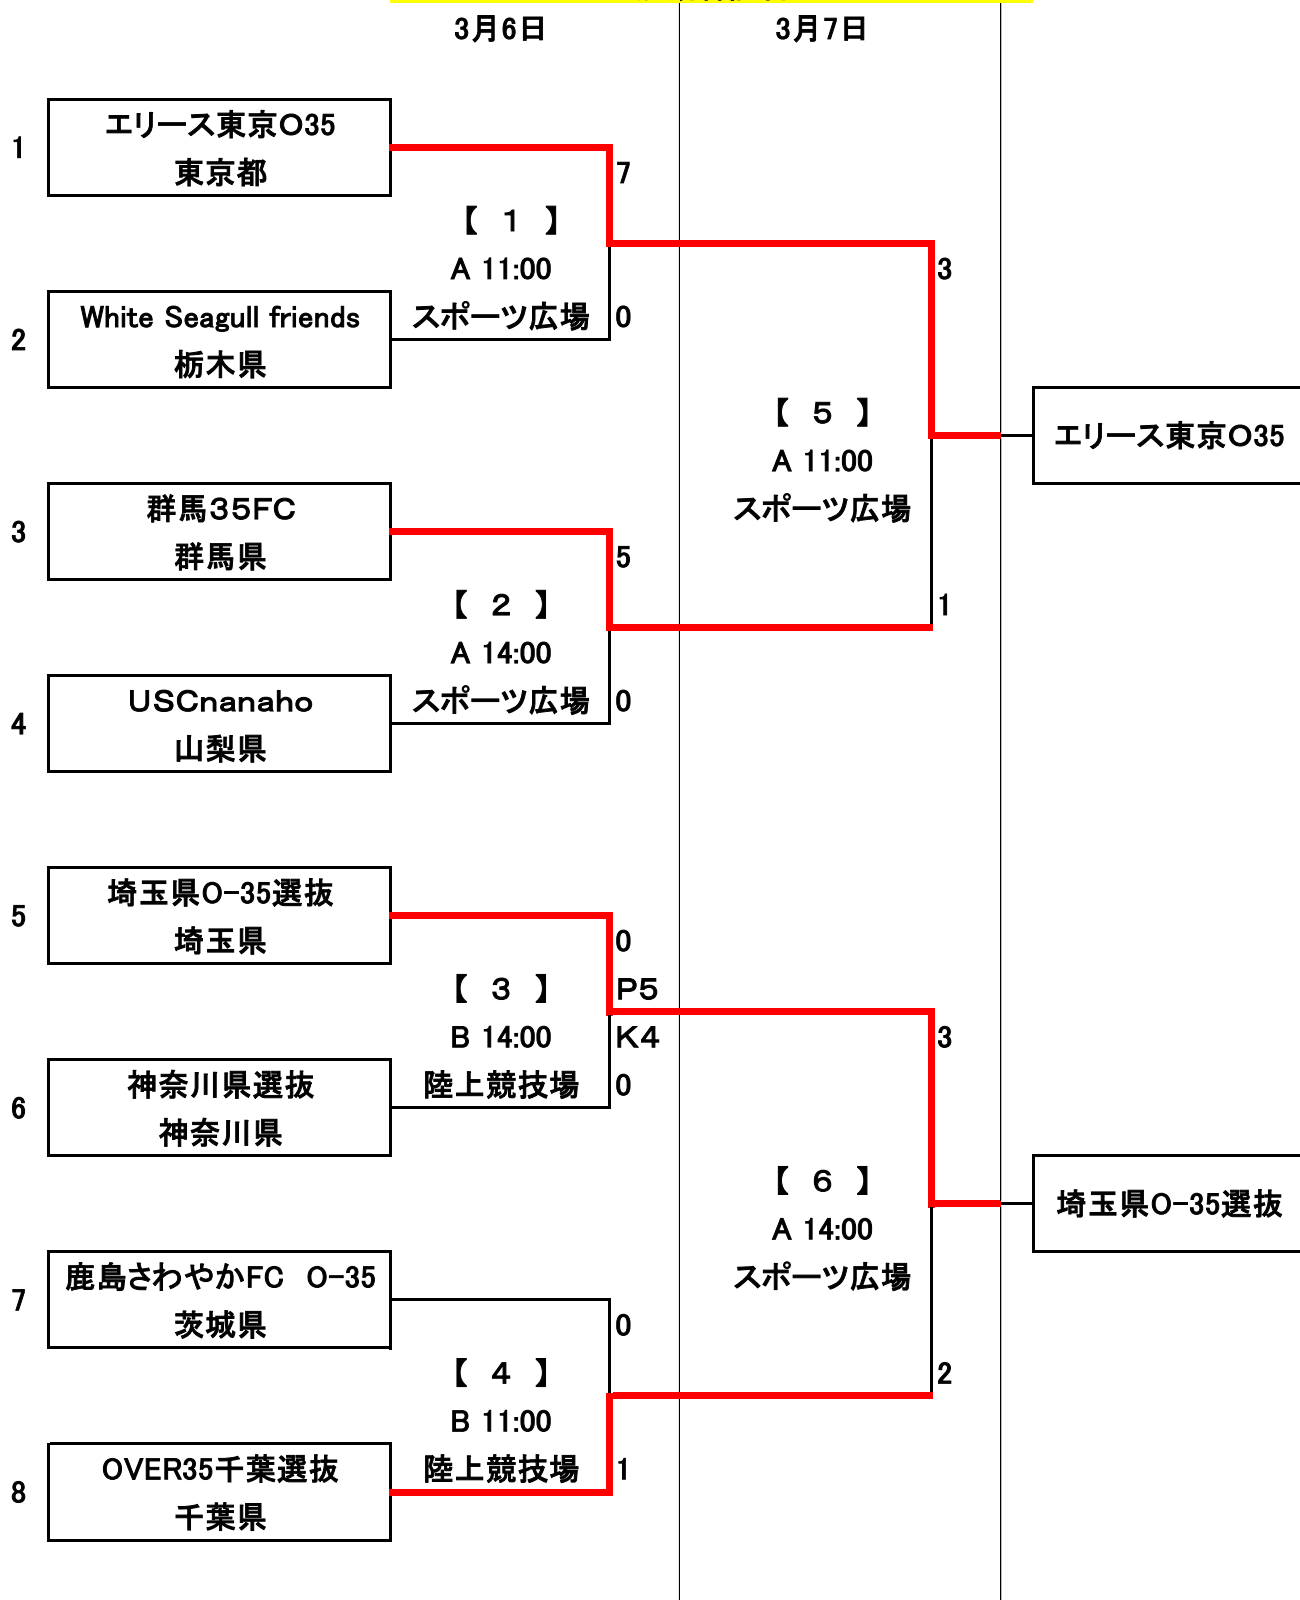 3月6日
3月7日
1
エリース東京O35
東京都
7
【 1 】
A 11:00
スポーツ広場
2
White Seagull friends
栃木県
0
3
【 5 】
A 11:00
スポーツ広場
エリース東京O35
3
群馬35FC
群馬県
5
【 2 】
A 14:00
スポーツ広場
1
4
USCnanaho
山梨県
0
5
埼玉県O-35選抜
埼玉県
0
【 3 】
P5
B 14:00
K4
陸上競技場
3
6
神奈川県選抜
神奈川県
0
【 6 】
A 14:00
スポーツ広場
埼玉県O-35選抜
7
鹿島さわやかFC O-35
茨城県
0
【 4 】
B 11:00
陸上競技場
2
8
OVER35千葉選抜
千葉県
1